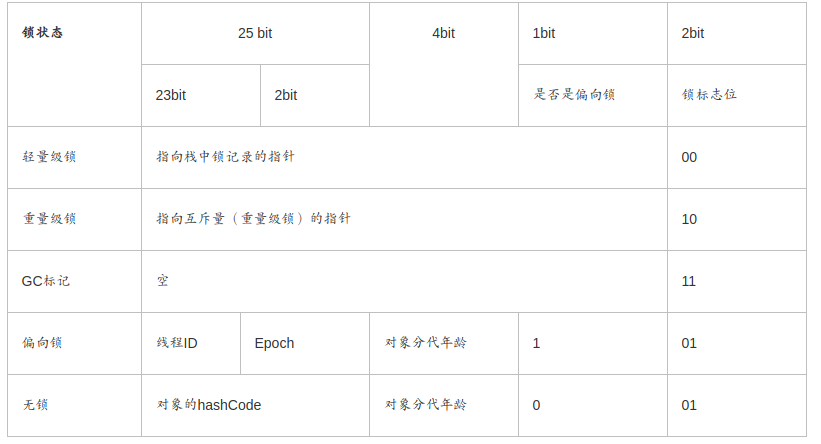 锁状态 25 bit 4bit 1bit 2bit
23bit 2bit 是否是偏向锁 锁标志位
轻量级锁 指向栈中锁记录的指针 00
重量级锁 指向互斥量（重量级锁）的指针 10
GC标记 空 11
偏向锁 线程ID Epoch 对象分代年龄 1 01
无锁 对象的hashCode 对象分代年龄 0 01